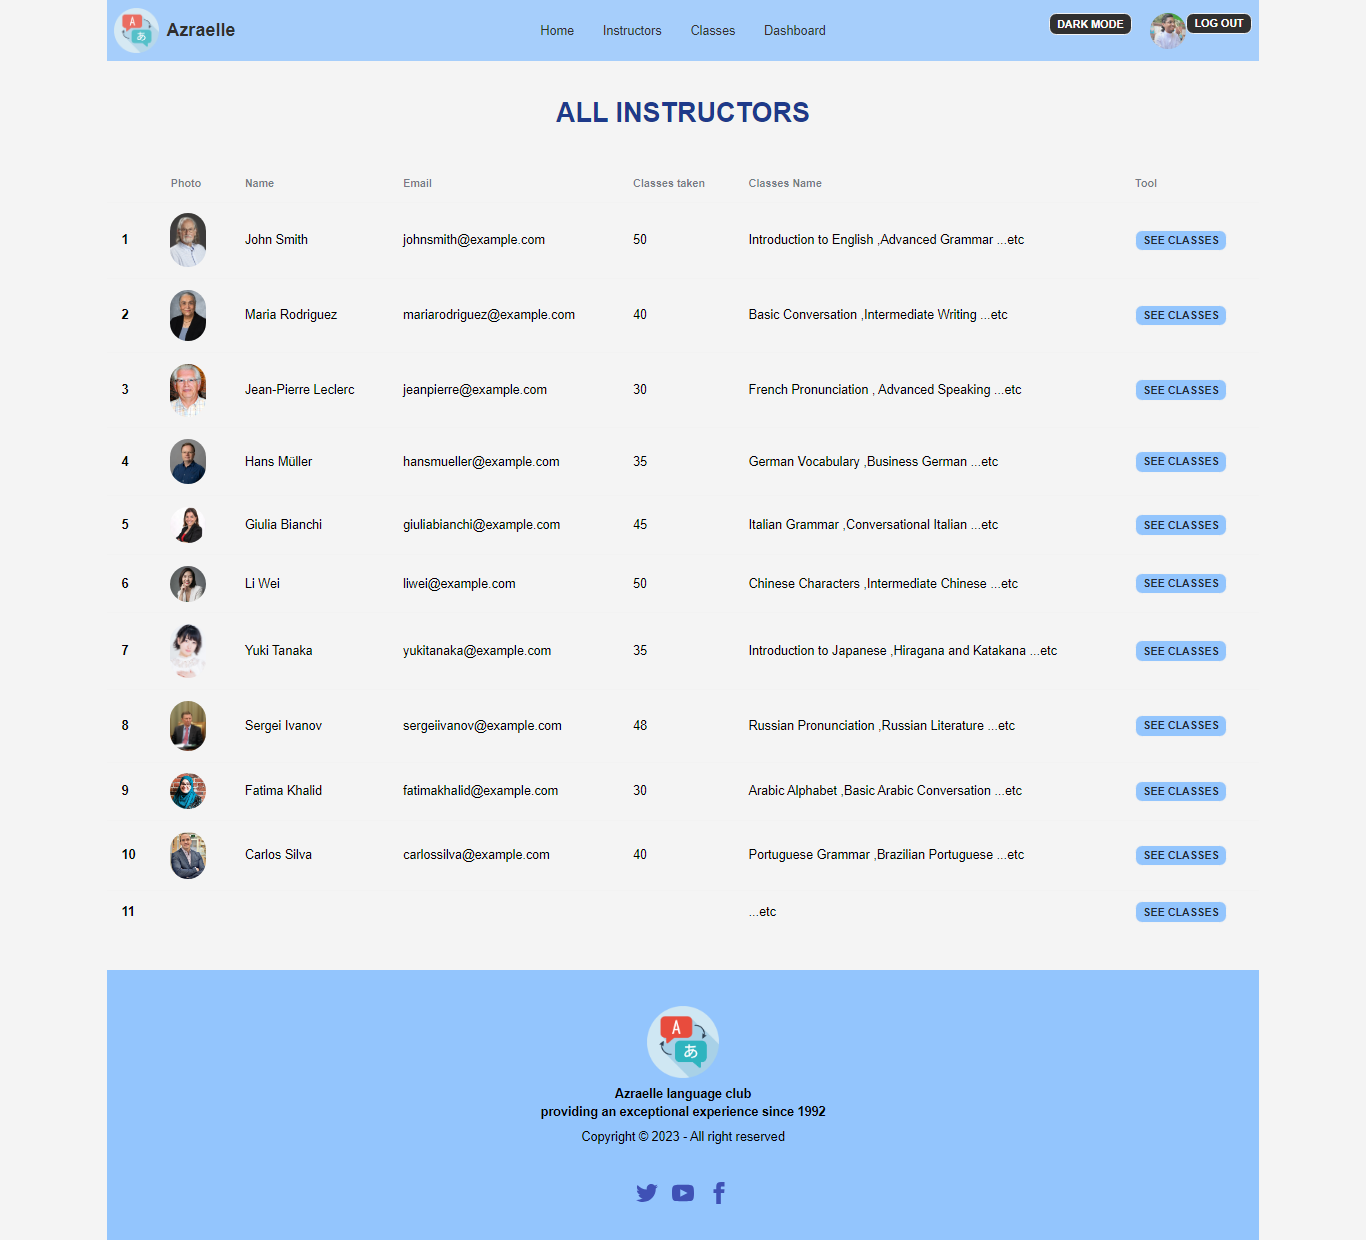 Azraelle Home Instructors Classes Dashboard DARK MODE LOG OUT
ALL INSTRUCTORS
Photo Name Email Classes taken Classes Name Tool
1 John Smith johnsmith@example.com 50 Introduction to English ,Advanced Grammar ...etc SEE CLASSES
2 Maria Rodriguez mariarodriguez@example.com 40 Basic Conversation ,Intermediate Writing ...etc SEE CLASSES
3 Jean-Pierre Leclerc jeanpierre@example.com 30 French Pronunciation , Advanced Speaking ...etc SEE CLASSES
4 Hans Müller hansmueller@example.com 35 German Vocabulary ,Business German ...etc SEE CLASSES
5 Giulia Bianchi giuliabianchi@example.com 45 Italian Grammar ,Conversational Italian ...etc SEE CLASSES
6 Li Wei liwei@example.com 50 Chinese Characters ,Intermediate Chinese ...etc SEE CLASSES
7 Yuki Tanaka yukitanaka@example.com 35 Introduction to Japanese ,Hiragana and Katakana ...etc SEE CLASSES
8 Sergei Ivanov sergeiivanov@example.com 48 Russian Pronunciation ,Russian Literature ...etc SEE CLASSES
9 Fatima Khalid fatimakhalid@example.com 30 Arabic Alphabet ,Basic Arabic Conversation ...etc SEE CLASSES
10 Carlos Silva carlossilva@example.com 40 Portuguese Grammar ,Brazilian Portuguese ...etc SEE CLASSES
11 ...etc SEE CLASSES
A
あ
Azraelle language club
providing an exceptional experience since 1992
Copyright © 2023 - All right reserved